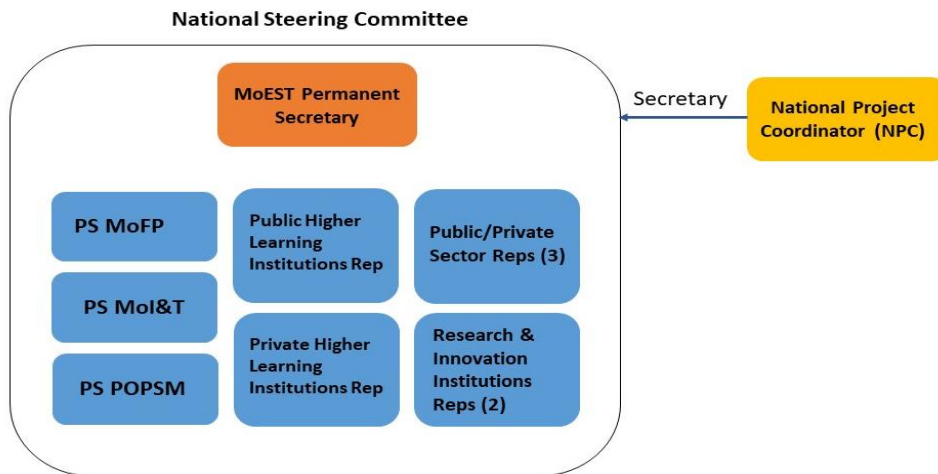 National Steering Committee
MoEST Permanent
Secretary
Secretary
National Project
Coordinator (NPC)
PS MoFP
PS MoI&T
PS POPSM
Public Higher
Learning
Institutions Rep
Private Higher
Learning
Institutions Rep
Public/Private
Sector Reps (3)
Research &
Innovation
Institutions
Reps (2)